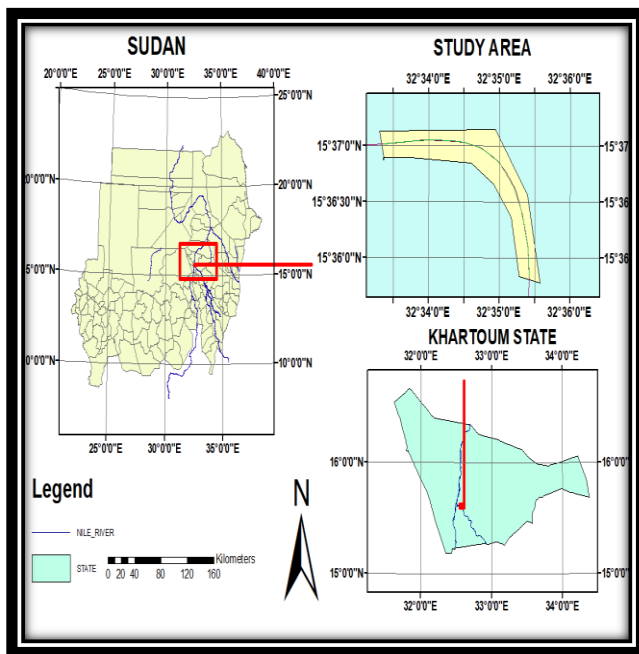 SUDAN
20°0'0"E 25°0'0"E 30°0'0"E 35°0'0"E 40°0'0"E
25°0'0"N
0°0'0"N 20°0'0"N
5°0'0"N 15°0'0"N
0°0'0"N 10°0'0"N
25°0'0"E 30°0'0"E 35°0'0"E
STUDY AREA
32°34'0"E 32°35'0"E 32°36'0"E
15°37'0"N 15°37
15°36'30"N 15°36
15°36'0"N 15°36
32°34'0"E 32°35'0"E 32°36'0"E
KHARTOUM STATE
32°0'0"E 33°0'0"E 34°0'0"E
16°0'0"N 16°0'0"N
15°0'0"N 15°0'0"N
32°0'0"E 33°0'0"E 34°0'0"E
Legend
NILE_RIVER
STATE
0 20 40 80 120 160
Kilometers
N